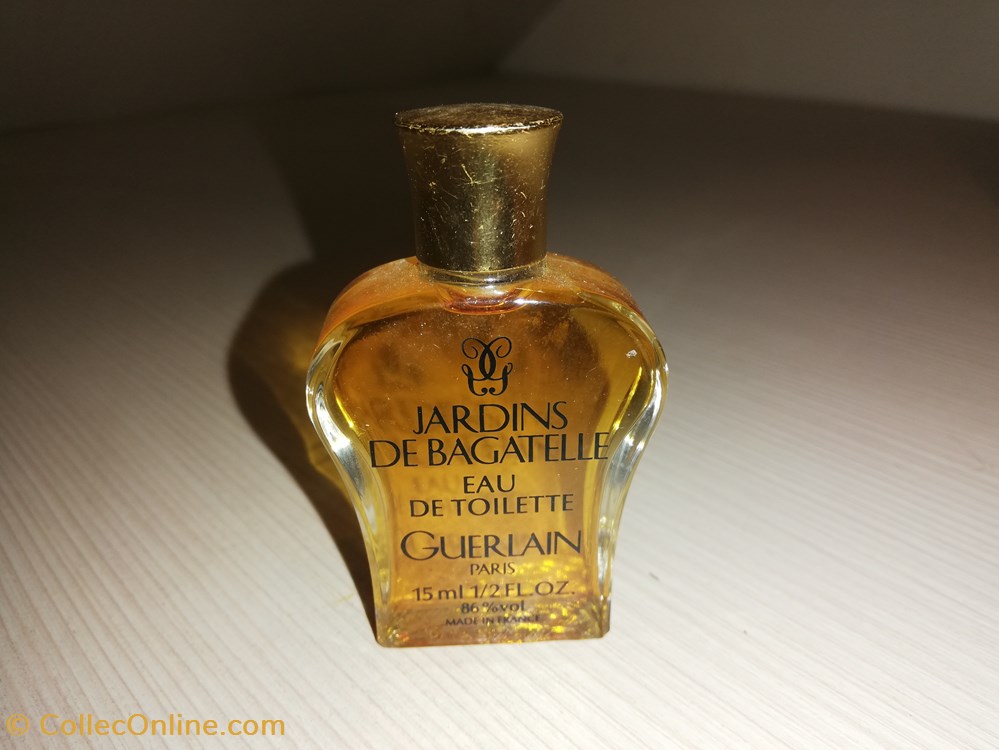 JARDINS
DE BAGATELLE
EAU
DE TOILETTE
GUERLAIN
PARIS
15 ml 1/2 FL.OZ.
86 % vol
MADE IN FRANCE
© CollecOnline.com